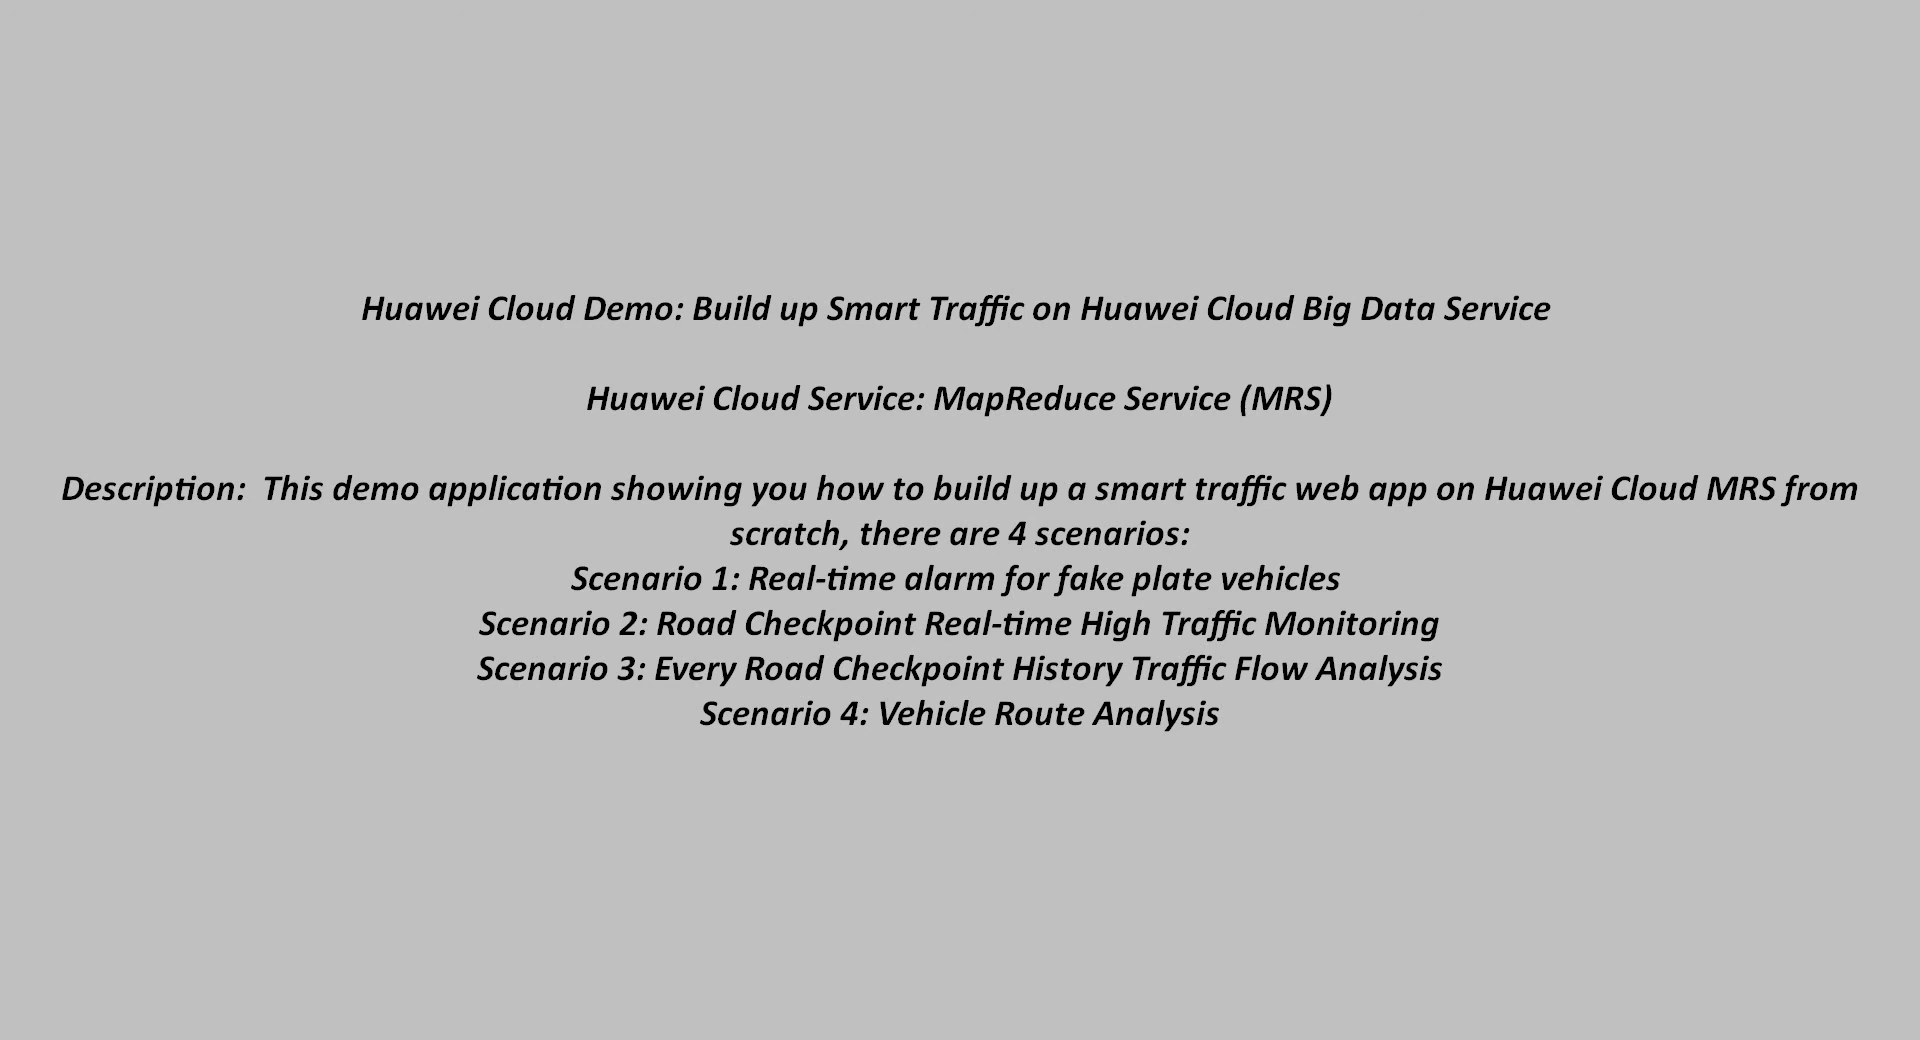 Huawei Cloud Demo: Build up Smart Traffic on Huawei Cloud Big Data Service
Huawei Cloud Service: MapReduce Service (MRS)
Description:  This demo application showing you how to build up a smart traffic web app on Huawei Cloud MRS from
scratch, there are 4 scenarios:
Scenario 1: Real-time alarm for fake plate vehicles
Scenario 2: Road Checkpoint Real-time High Traffic Monitoring
Scenario 3: Every Road Checkpoint History Traffic Flow Analysis
Scenario 4: Vehicle Route Analysis